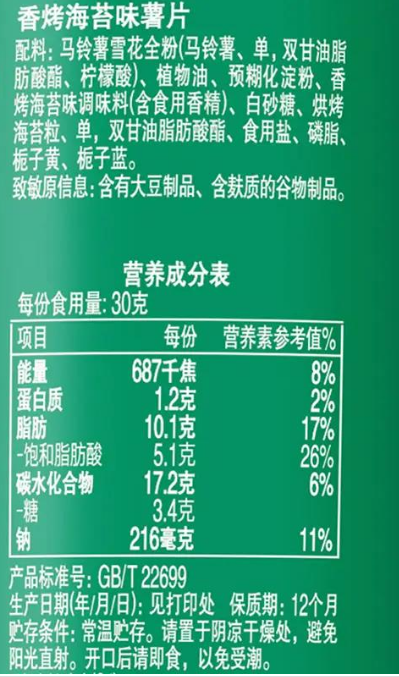 香烤海苔味薯片
配料: 马铃薯雪花全粉(马铃薯、单, 双甘油脂
肪酸酯、柠檬酸)、植物油、预糊化淀粉、香
烤海苔味调味料(含食用香精)、白砂糖、烘烤
海苔粒、单, 双甘油脂肪酸酯、食用盐、磷脂、
栀子黄、栀子蓝。
致敏原信息: 含有大豆制品、含麸质的谷物制品。
营养成分表
每份食用量: 30克
项目 每份 营养素参考值%
能量 687千焦 8%
蛋白质 1.2克 2%
脂肪 10.1克 17%
-饱和脂肪酸 5.1克 26%
碳水化合物 17.2克 6%
-糖 3.4克
钠 216毫克 11%
产品标准号: GB/T 22699
生产日期(年/月/日): 见打印处 保质期: 12个月
贮存条件: 常温贮存。请置于阴凉干燥处, 避免
阳光直射。开口后请即食, 以免受潮。